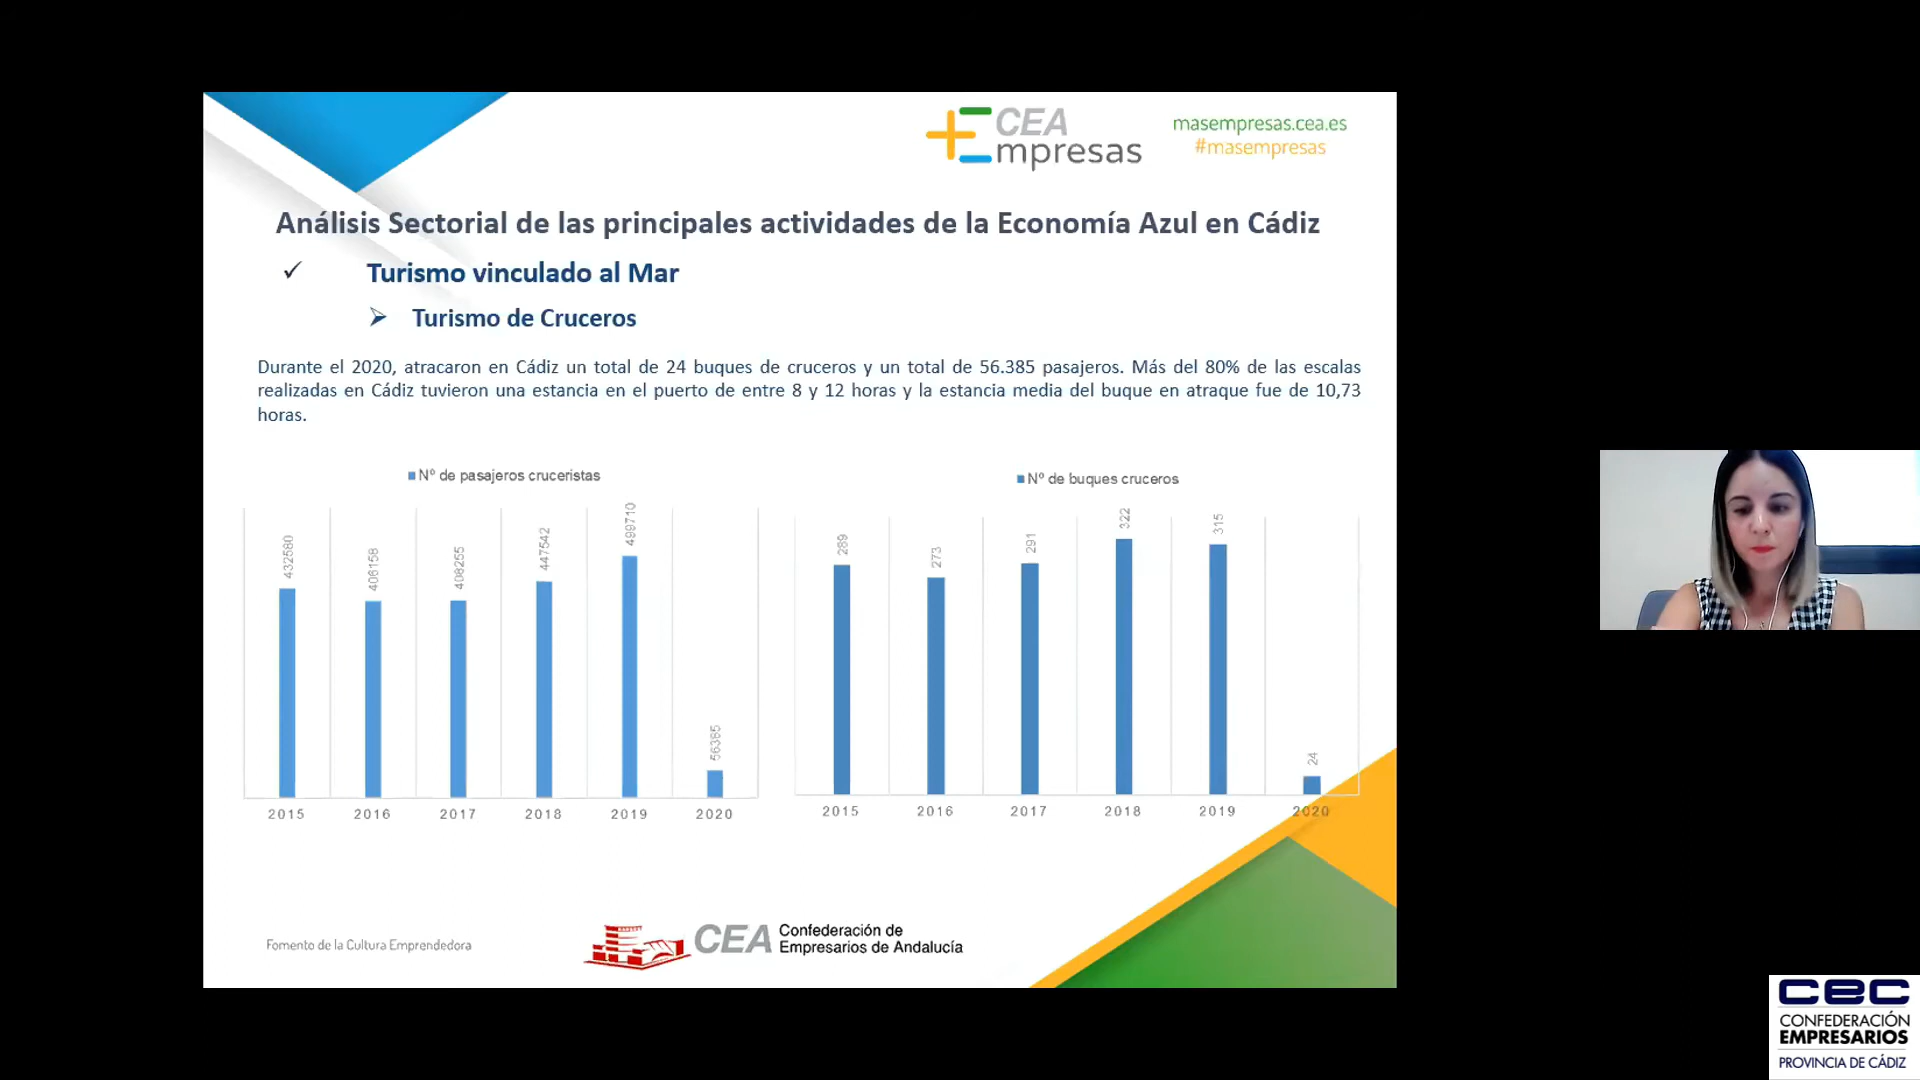 CEA
mpresas
masempresas.cea.es
#masempresas
Análisis Sectorial de las principales actividades de la Economía Azul en Cádiz
Turismo vinculado al Mar
Turismo de Cruceros
Durante el 2020, atracaron en Cádiz un total de 24 buques de cruceros y un total de 56.385 pasajeros. Más del 80% de las escalas
realizadas en Cádiz tuvieron una estancia en el puerto de entre 8 y 12 horas y la estancia media del buque en atraque fue de 10,73
horas.
Nº de pasajeros cruceristas
432580
406158
408255
447542
499710
56385
2015 2016 2017 2018 2019 2020
Nº de buques cruceros
289
273
291
322
315
24
2015 2016 2017 2018 2019 2020
Fomento de la Cultura Emprendedora
CEA
Confederación de
Empresarios de Andalucía
cec
CONFEDERACIÓN
EMPRESARIOS
PROVINCIA DE CÁDIZ